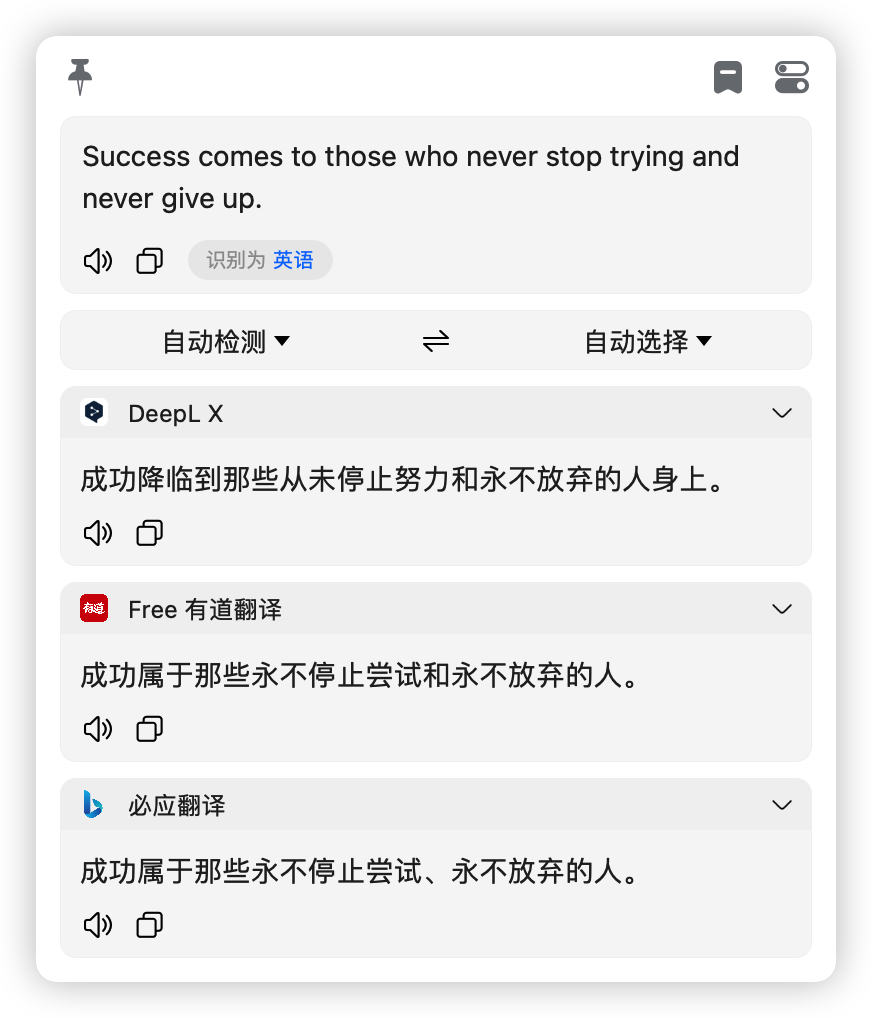 Success comes to those who never stop trying and
never give up.
识别为 英语
自动检测
自动选择
DeepL X
成功降临到那些从未停止努力和永不放弃的人身上。
有道
Free 有道翻译
成功属于那些永不停止尝试和永不放弃的人。
必应翻译
成功属于那些永不停止尝试、永不放弃的人。